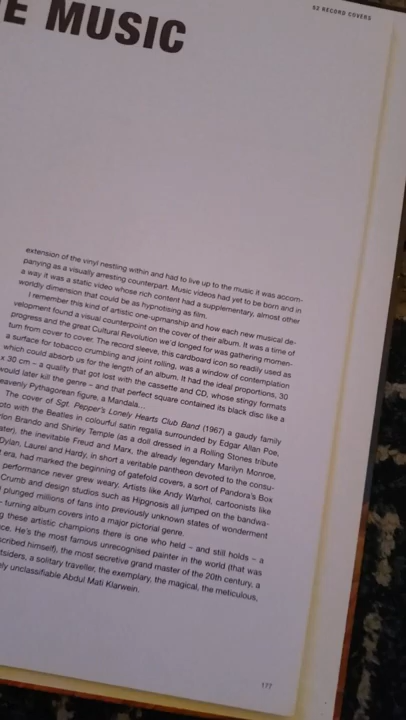 E MUSIC
52 RECORD COVERS
extension of the vinyl nestling within and had to live up to the music it was accom-
panying as a visually arresting counterpart. Music videos had yet to be born and in
a way it was a static video whose rich content had a supplementary, almost other
worldly dimension that could be as hypnotising as film.
I remember this kind of artistic one-upmanship and how each new musical de-
velopment found a visual counterpoint on the cover of their album. It was a time of
progress and the great Cultural Revolution we'd longed for was gathering momen-
tum from cover to cover. The record sleeve, this cardboard icon so readily used as
a surface for tobacco crumbling and joint rolling, was a window of contemplation
which could absorb us for the length of an album. It had the ideal proportions, 30
x 30 cm – a quality that got lost with the cassette and CD, whose stingy formats
would later kill the genre – and that perfect square contained its black disc like a
eavenly Pythagorean figure, a Mandala...
The cover of Sgt. Pepper's Lonely Hearts Club Band (1967) a gaudy family
oto with the Beatles in colourful satin regalia surrounded by Edgar Allan Poe,
lon Brando and Shirley Temple (as a doll dressed in a Rolling Stones tribute
ater), the inevitable Freud and Marx, the already legendary Marilyn Monroe,
Dylan, Laurel and Hardy, in short a veritable pantheon devoted to the consu-
t era, had marked the beginning of gatefold covers, a sort of Pandora's Box
performance never grew weary. Artists like Andy Warhol, cartoonists like
Crumb and design studios such as Hipgnosis all jumped on the bandwa-
l plunged millions of fans into previously unknown states of wonderment
– turning album covers into a major pictorial genre.
g these artistic champions there is one who held – and still holds – a
ce. He's the most famous unrecognised painter in the world (that was
scribed himself), the most secretive grand master of the 20th century, a
tsiders, a solitary traveller, the exemplary, the magical, the meticulous,
ly unclassifiable Abdul Mati Klarwein.
177